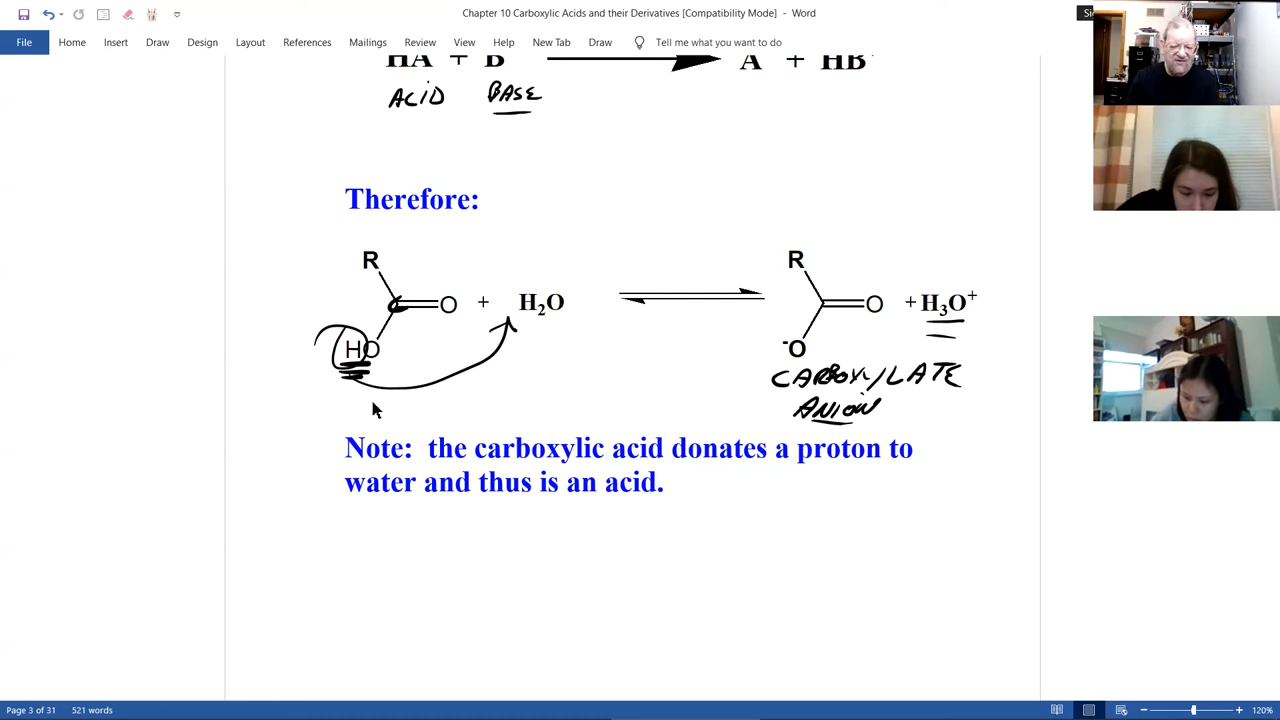 Chapter 10 Carboxylic Acids and their Derivatives [Compatibility Mode] - Word
File Home Insert Draw Design Layout References Mailings Review View Help New Tab Draw Tell me what you want to do
HA + B A + HB
ACID BASE
Therefore:
R R
O + H₂O O + H₃O⁺
HO ⁻O
CARBOXYLATE
ANION
Note: the carboxylic acid donates a proton to
water and thus is an acid.
Page 3 of 31 521 words 120%